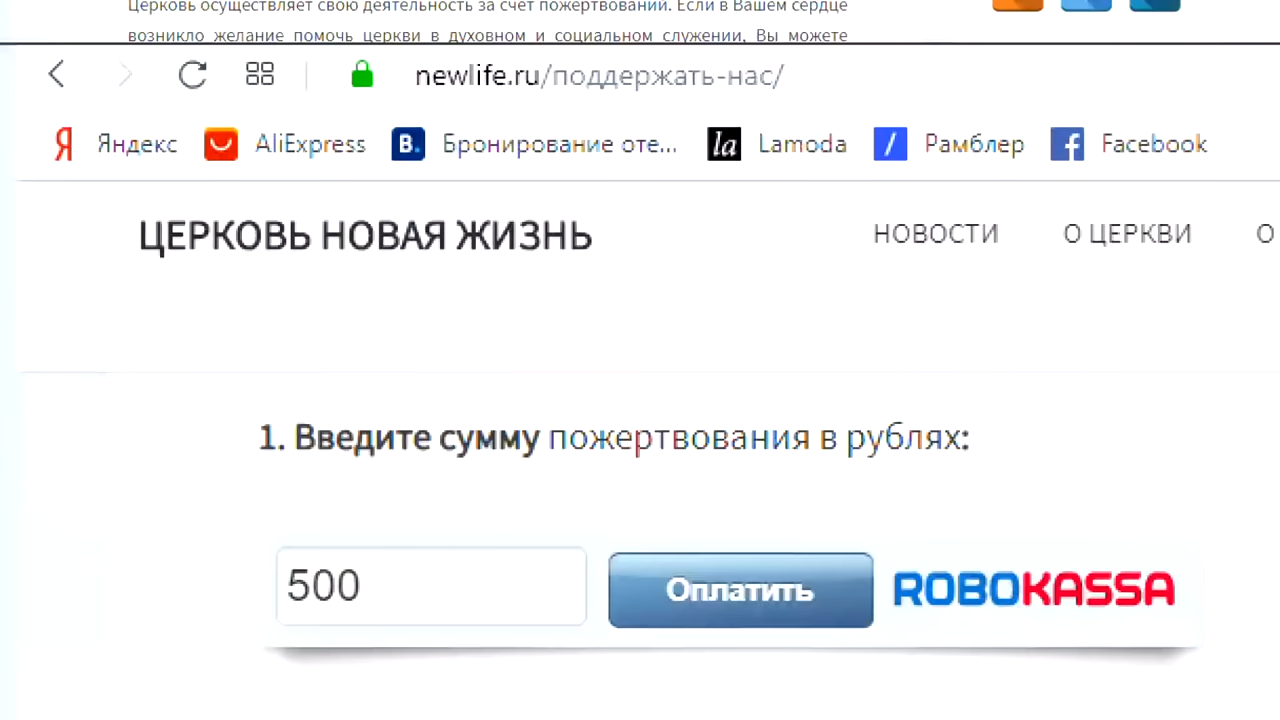 Церковь осуществляет свою деятельность за счет пожертвований. Если в Вашем сердце
возникло желание помочь церкви в духовном и социальном служении, Вы можете
newlife.ru/поддержать-нас/
Яндекс AliExpress B. Бронирование оте... la Lamoda Рамблер Facebook
ЦЕРКОВЬ НОВАЯ ЖИЗНЬ НОВОСТИ О ЦЕРКВИ О
1. Введите сумму пожертвования в рублях:
500 Оплатить ROBOKASSA